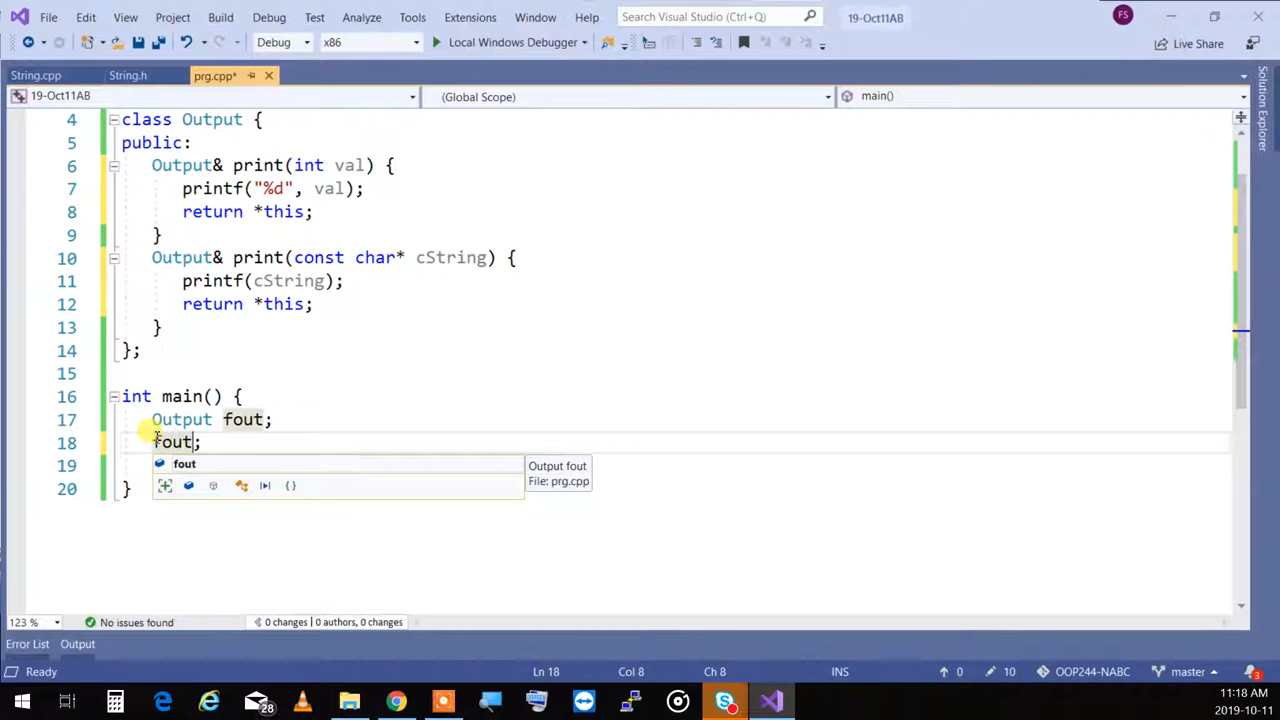 File Edit View Project Build Debug Test Analyze Tools Extensions Window Help Search Visual Studio (Ctrl+Q) 19-Oct11AB FS
Debug x86 Local Windows Debugger Live Share
String.cpp String.h prg.cpp*
19-Oct11AB (Global Scope) main()
Solution Explorer
4 class Output {
5 public:
6 Output& print(int val) {
7 printf("%d", val);
8 return *this;
9 }
10 Output& print(const char* cString) {
11 printf(cString);
12 return *this;
13 }
14 };
15
16 int main() {
17 Output fout;
18 fout;
19
20 }
fout
Output fout
File: prg.cpp
123 % No issues found 0 changes | 0 authors, 0 changes
Error List Output
Ready Ln 18 Col 8 Ch 8 INS 0 10 OOP244-NABC master 3
28
11:18 AM
2019-10-11